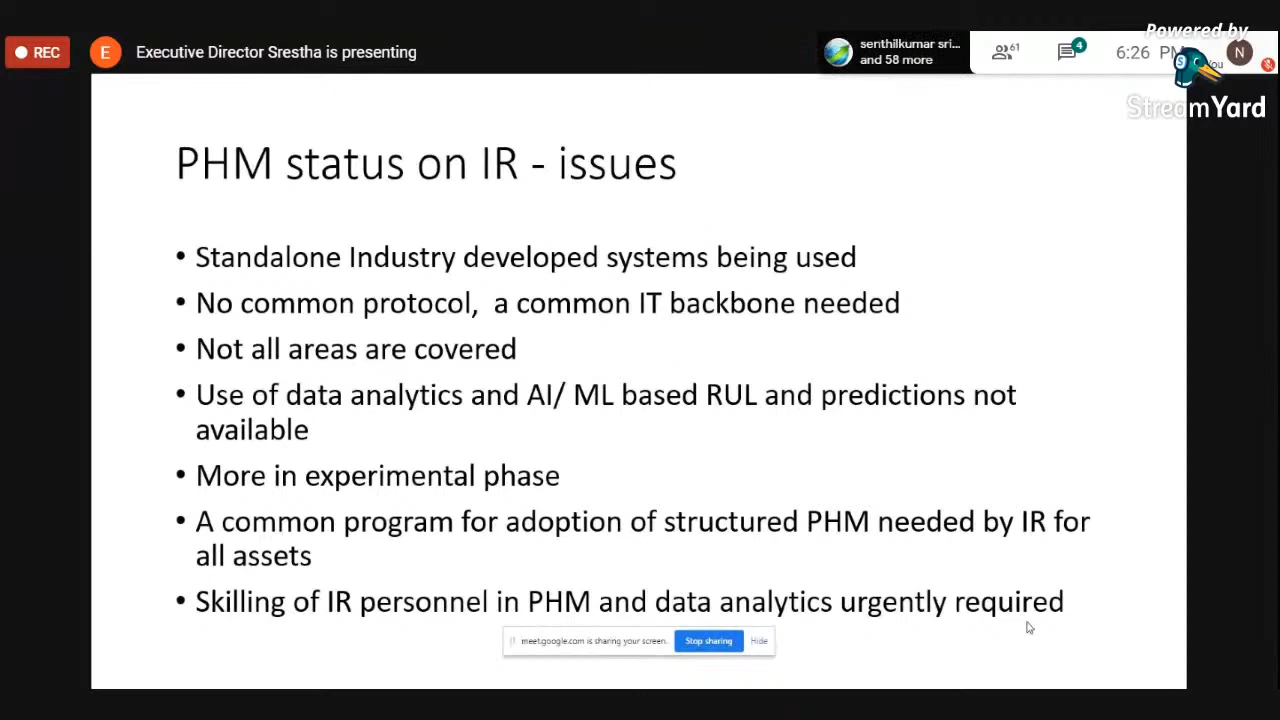 Powered by
REC
E
Executive Director Srestha is presenting
senthilkumar sri...
and 58 more
61
4
6:26 PM
You
N
S
StreamYard
PHM status on IR - issues
• Standalone Industry developed systems being used
• No common protocol,  a common IT backbone needed
• Not all areas are covered
• Use of data analytics and AI/ ML based RUL and predictions not
available
• More in experimental phase
• A common program for adoption of structured PHM needed by IR for
all assets
• Skilling of IR personnel in PHM and data analytics urgently required
meet.google.com is sharing your screen.
Stop sharing
Hide